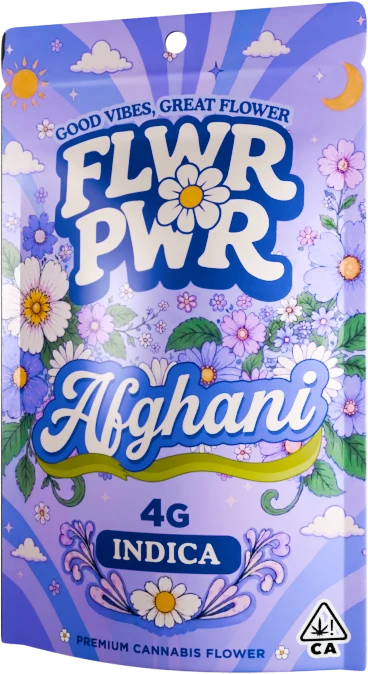 GOOD VIBES, GREAT FLOWER
FLWR
PWR
Afghani
4G
INDICA
PREMIUM CANNABIS FLOWER
!
CA